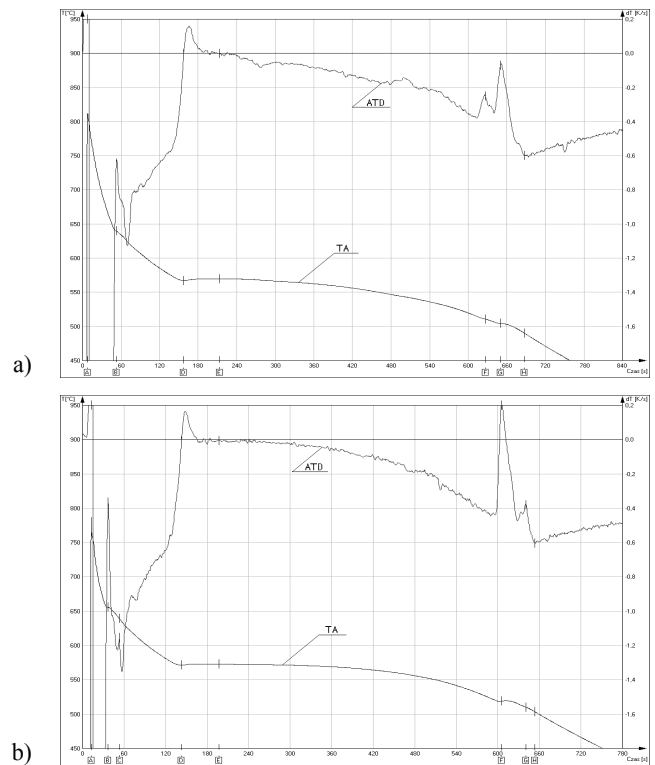 T[°C] dT [K/s]
950 0,2
900 0,0
850 -0,2
800 -0,4
750 -0,6
700 -0,8
650 -1,0
600 -1,2
550 -1,4
500 -1,6
450
ATD
TA
0 60 120 180 240 300 360 420 480 540 600 660 720 780 840
A B D E F G H Czas [s]
a)
T[°C] dT [K/s]
950 0,2
900 0,0
850 -0,2
800 -0,4
750 -0,6
700 -0,8
650 -1,0
600 -1,2
550 -1,4
500 -1,6
450
ATD
TA
0 60 120 180 240 300 360 420 480 540 600 660 720 780
A B C D E F G H Czas [s]
b)